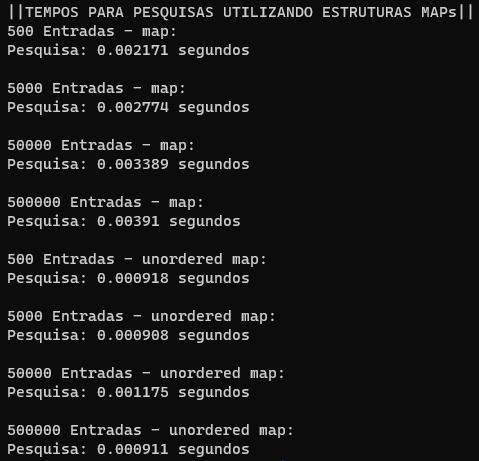 ||TEMPOS PARA PESQUISAS UTILIZANDO ESTRUTURAS MAPs||
500 Entradas - map:
Pesquisa: 0.002171 segundos
5000 Entradas - map:
Pesquisa: 0.002774 segundos
50000 Entradas - map:
Pesquisa: 0.003389 segundos
500000 Entradas - map:
Pesquisa: 0.00391 segundos
500 Entradas - unordered map:
Pesquisa: 0.000918 segundos
5000 Entradas - unordered map:
Pesquisa: 0.000908 segundos
50000 Entradas - unordered map:
Pesquisa: 0.001175 segundos
500000 Entradas - unordered map:
Pesquisa: 0.000911 segundos